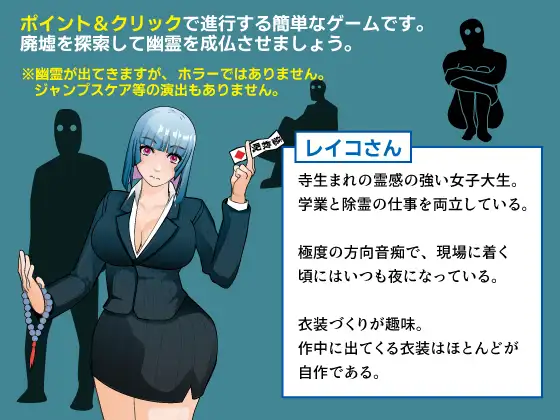 ポイント＆クリックで進行する簡単なゲームです。
廃墟を探索して幽霊を成仏させましょう。
※幽霊が出てきますが、ホラーではありません。
ジャンプスケア等の演出もありません。
レイコさん
寺生まれの霊感の強い女子大生。
学業と除霊の仕事を両立している。
極度の方向音痴で、現場に着く
頃にはいつも夜になっている。
衣装づくりが趣味。
作中に出てくる衣装はほとんどが
自作である。